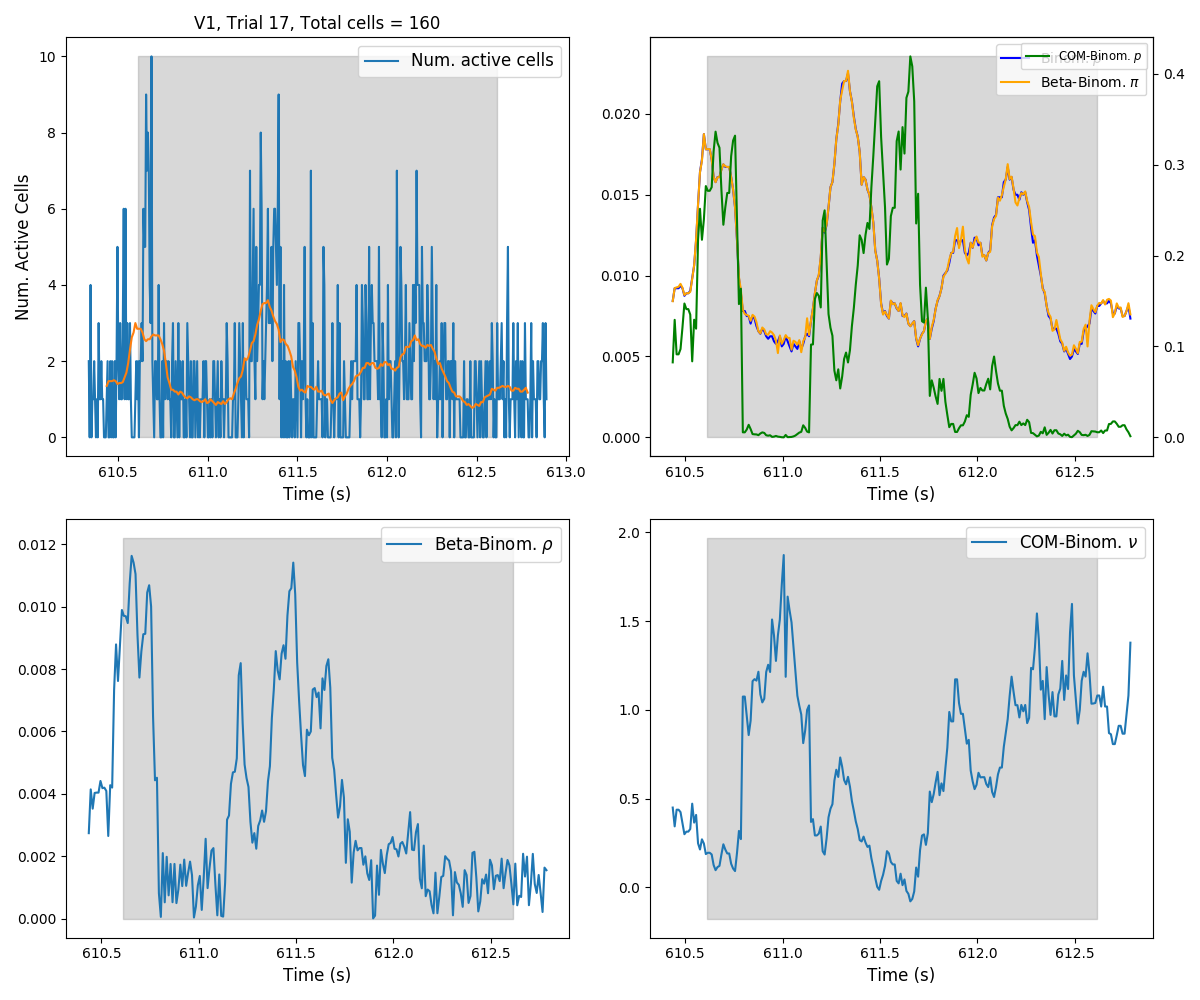 V1, Trial 17, Total cells = 160
Num. active cells
Num. Active Cells
10
8
6
4
2
0
610.5 611.0 611.5 612.0 612.5 613.0
Time (s)
COM-Binom. p
Beta-Binom. π
0.020
0.015
0.010
0.005
0.000
0.4
0.3
0.2
0.1
0.0
610.5 611.0 611.5 612.0 612.5
Time (s)
Beta-Binom. ρ
0.012
0.010
0.008
0.006
0.004
0.002
0.000
610.5 611.0 611.5 612.0 612.5
Time (s)
COM-Binom. ν
2.0
1.5
1.0
0.5
0.0
610.5 611.0 611.5 612.0 612.5
Time (s)